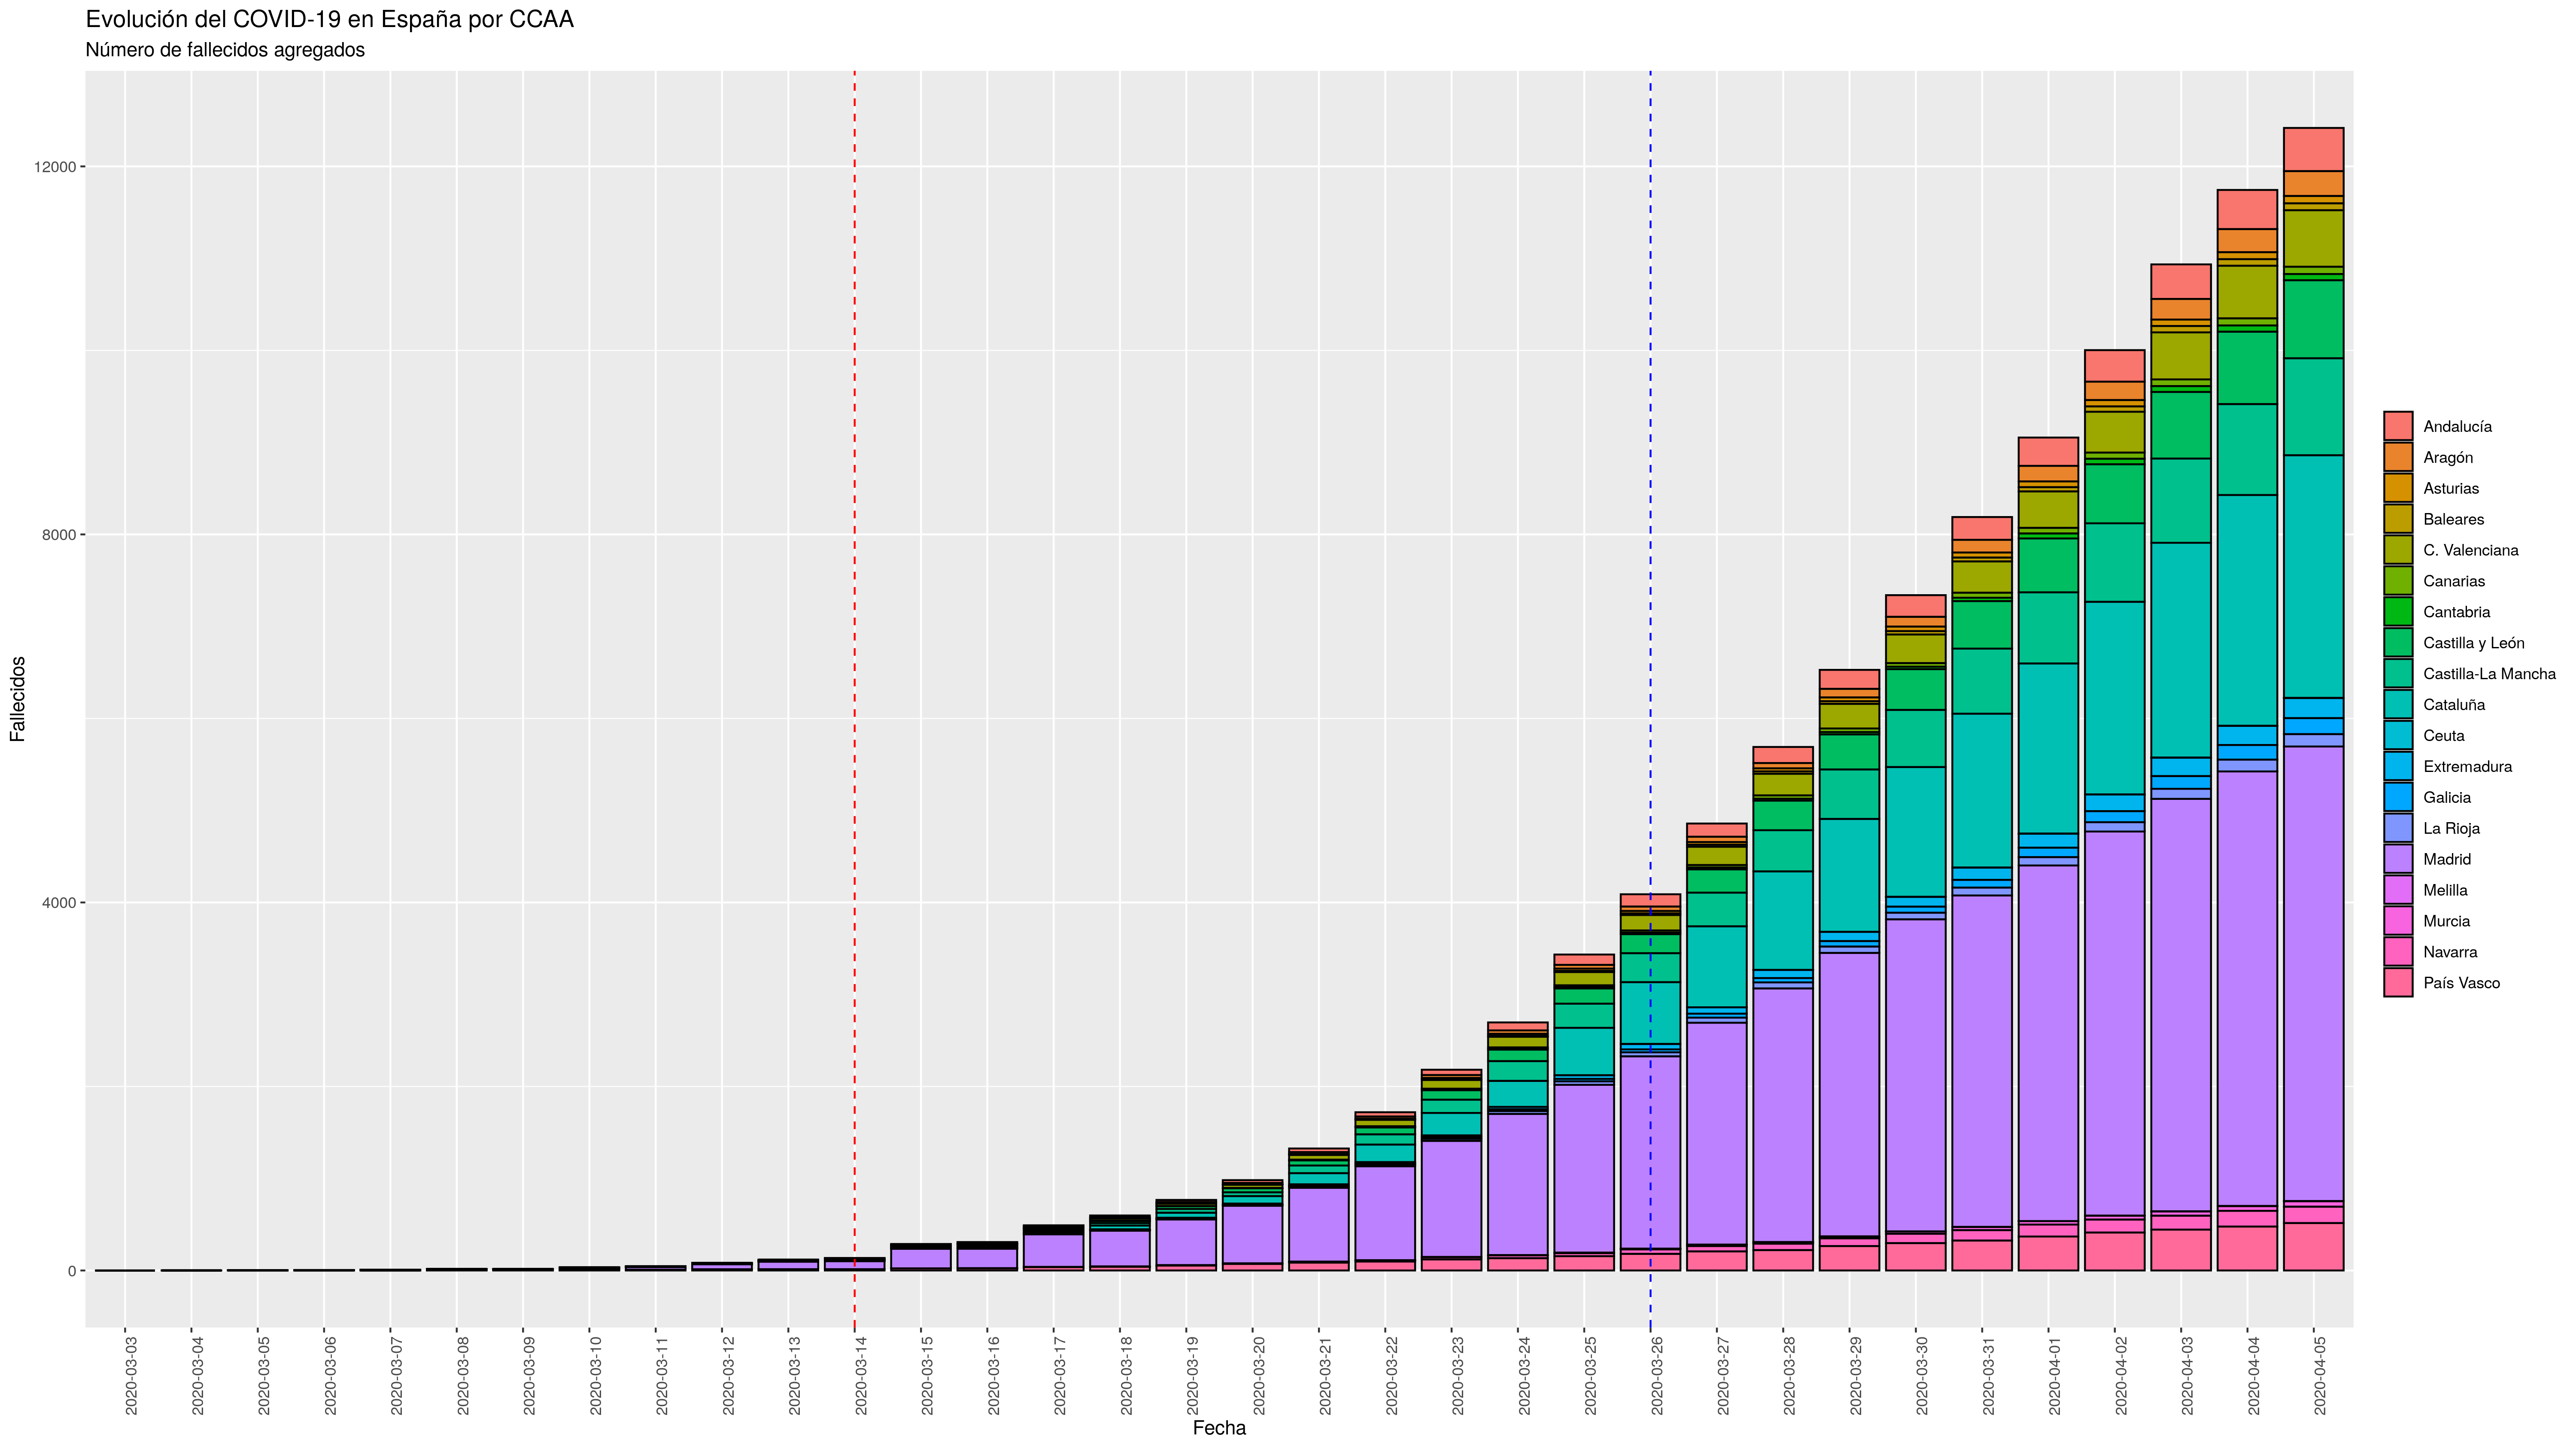 Evolución del COVID-19 en España por CCAA
Número de fallecidos agregados
Fallecidos
12000
8000
4000
0
2020-03-03
2020-03-04
2020-03-05
2020-03-06
2020-03-07
2020-03-08
2020-03-09
2020-03-10
2020-03-11
2020-03-12
2020-03-13
2020-03-14
2020-03-15
2020-03-16
2020-03-17
2020-03-18
2020-03-19
2020-03-20
2020-03-21
2020-03-22
2020-03-23
2020-03-24
2020-03-25
2020-03-26
2020-03-27
2020-03-28
2020-03-29
2020-03-30
2020-03-31
2020-04-01
2020-04-02
2020-04-03
2020-04-04
2020-04-05
Fecha
Andalucía
Aragón
Asturias
Baleares
C. Valenciana
Canarias
Cantabria
Castilla y León
Castilla-La Mancha
Cataluña
Ceuta
Extremadura
Galicia
La Rioja
Madrid
Melilla
Murcia
Navarra
País Vasco